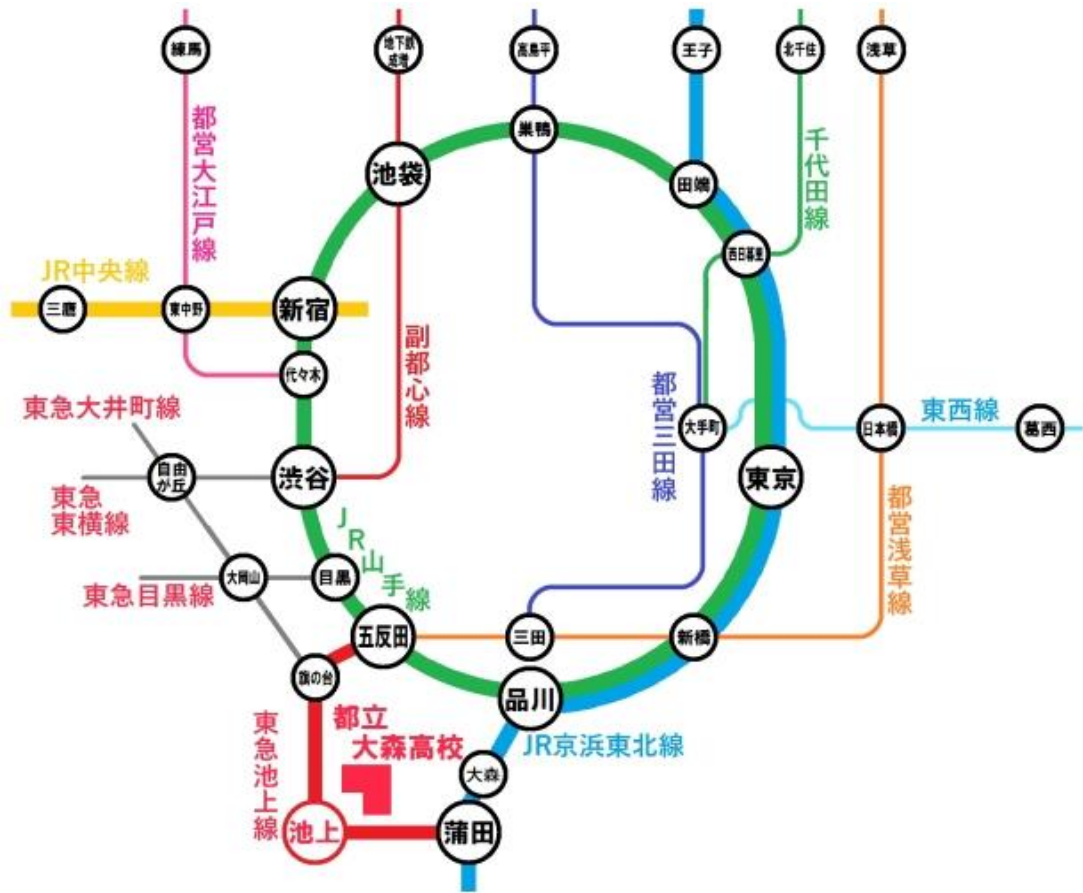 練馬
地下鉄
成増
高島平
王子
北千住
浅草
都営大江戸線
巣鴨
千代田線
池袋
田端
西日暮里
JR中央線
三鷹
東中野
新宿
副都心線
代々木
都営三田線
東急大井町線
大手町
日本橋
東西線
葛西
自由
が丘
渋谷
東京
東急
東横線
都営浅草線
JR山手線
大岡山
目黒
東急目黒線
五反田
三田
新橋
旗の台
品川
東急池上線
都立
大森高校
JR京浜東北線
大森
池上
蒲田